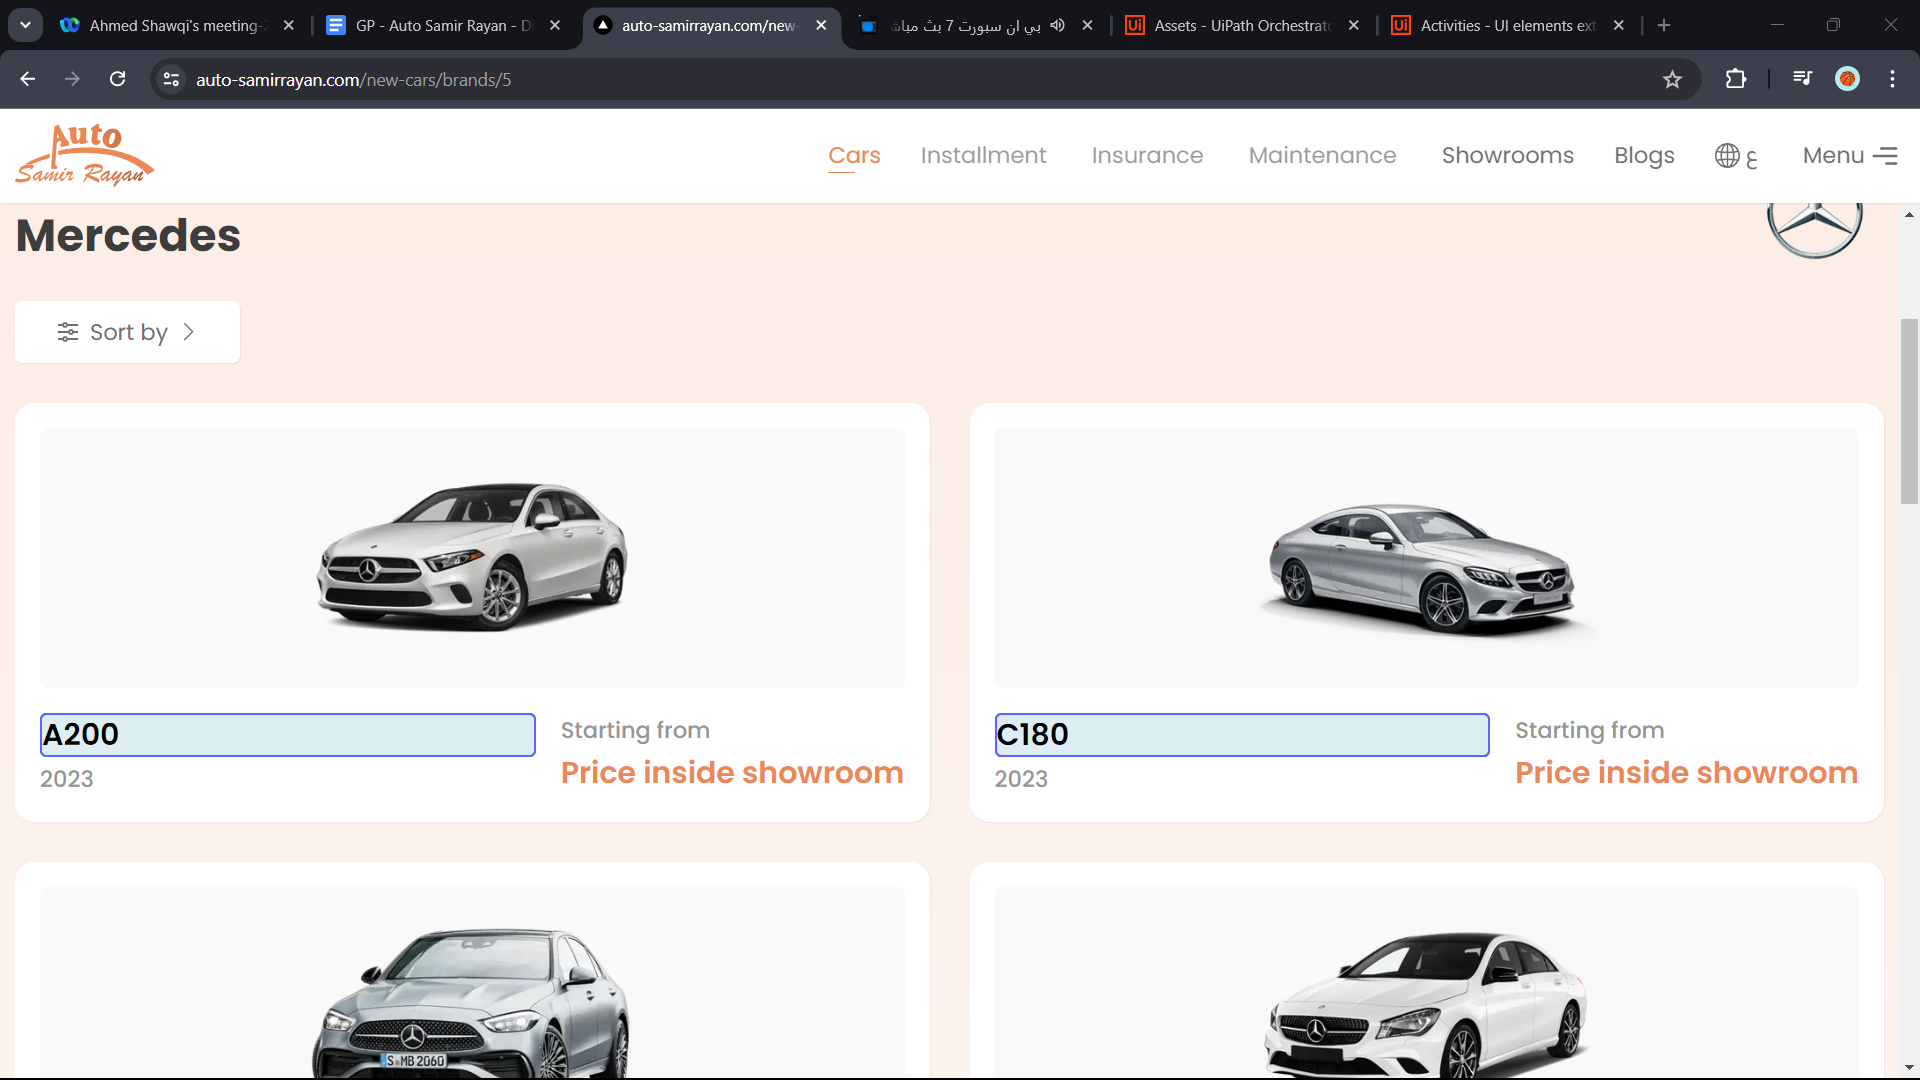 Ahmed Shawqi's meeting-
GP - Auto Samir Rayan - D
auto-samirrayan.com/new-
بي ان سبورت 7 بث مباش
Assets - UiPath Orchestrato
Activities - UI elements ext
auto-samirrayan.com/new-cars/brands/5
Auto
Samir Rayan
Cars
Installment
Insurance
Maintenance
Showrooms
Blogs
ع
Menu
Mercedes
Sort by
A200
Starting from
2023
Price inside showroom
C180
Starting from
2023
Price inside showroom
S MB 2060